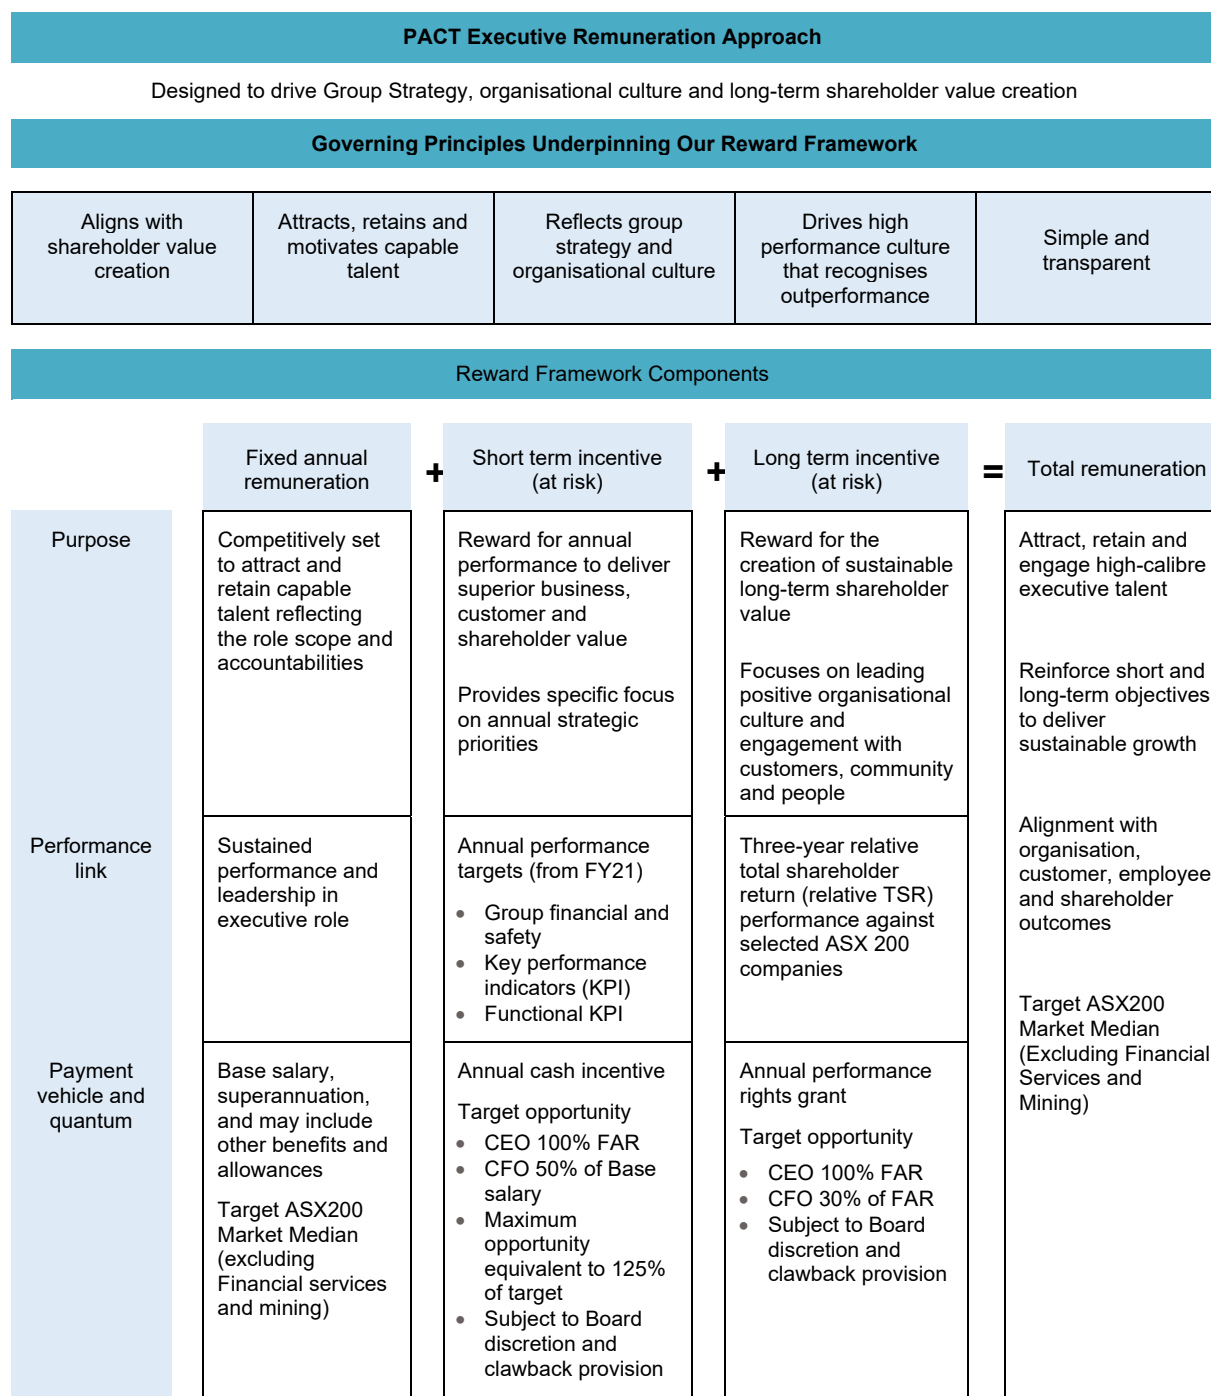 PACT Executive Remuneration Approach
Designed to drive Group Strategy, organisational culture and long-term shareholder value creation
Governing Principles Underpinning Our Reward Framework
Aligns with
shareholder value
creation
Attracts, retains and
motivates capable
talent
Reflects group
strategy and
organisational culture
Drives high
performance culture
that recognises
outperformance
Simple and
transparent
Reward Framework Components
Fixed annual
remuneration
+
Short term incentive
(at risk)
+
Long term incentive
(at risk)
=
Total remuneration
Purpose
Competitively set
to attract and
retain capable
talent reflecting
the role scope and
accountabilities
Reward for annual
performance to deliver
superior business,
customer and
shareholder value
Provides specific focus
on annual strategic
priorities
Reward for the
creation of sustainable
long-term shareholder
value
Focuses on leading
positive organisational
culture and
engagement with
customers, community
and people
Attract, retain and
engage high-calibre
executive talent
Reinforce short and
long-term objectives
to deliver
sustainable growth
Alignment with
organisation,
customer, employee
and shareholder
outcomes
Target ASX200
Market Median
(Excluding Financial
Services and
Mining)
Performance
link
Sustained
performance and
leadership in
executive role
Annual performance
targets (from FY21)
• Group financial and
safety
• Key performance
indicators (KPI)
• Functional KPI
Three-year relative
total shareholder
return (relative TSR)
performance against
selected ASX 200
companies
Payment
vehicle and
quantum
Base salary,
superannuation,
and may include
other benefits and
allowances
Target ASX200
Market Median
(excluding
Financial services
and mining)
Annual cash incentive
Target opportunity
• CEO 100% FAR
• CFO 50% of Base
salary
• Maximum
opportunity
equivalent to 125%
of target
• Subject to Board
discretion and
clawback provision
Annual performance
rights grant
Target opportunity
• CEO 100% FAR
• CFO 30% of FAR
• Subject to Board
discretion and
clawback provision